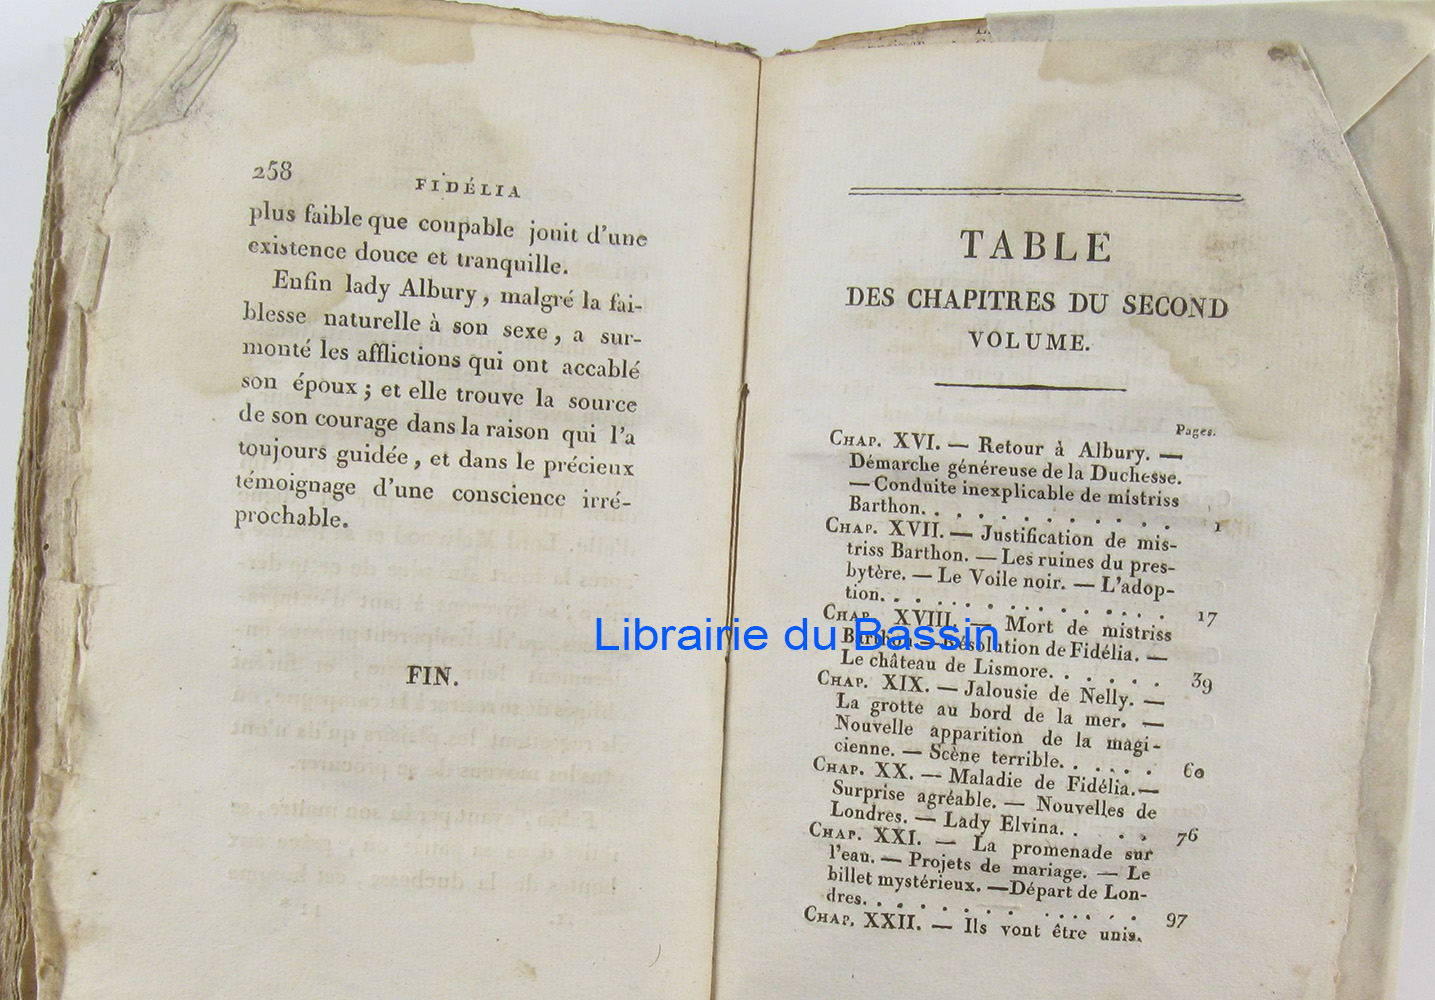 258
FIDÉLIA
plus faible que coupable jouit d'une
existence douce et tranquille.
Enfin lady Albury, malgré la fai-
blesse naturelle à son sexe, a sur-
monté les afflictions qui ont accablé
son époux; et elle trouve la source
de son courage dans la raison qui l'a
toujours guidée, et dans le précieux
témoignage d'une conscience irré-
prochable.
FIN.
TABLE
DES CHAPITRES DU SECOND
VOLUME.
Pages.
CHAP. XVI. — Retour à Albury. —
Démarche généreuse de la Duchesse.
— Conduite inexplicable de mistriss
Barthon. . . . . . . . . . . 1
CHAP. XVII. — Justification de mis-
triss Barthon. — Les ruines du pres-
bytère. — Le Voile noir. — L'adop-
tion. . . . . . . . . . . . . 17
CHAP. XVIII. — Mort de mistriss
Barthon. — Résolution de Fidélia. —
Le château de Lismore. . . . . . 39
CHAP. XIX. — Jalousie de Nelly. —
La grotte au bord de la mer. —
Nouvelle apparition de la magi-
cienne. — Scène terrible. . . . . 60
CHAP. XX. — Maladie de Fidélia. —
Surprise agréable. — Nouvelles de
Londres. — Lady Elvina. . . . . 76
CHAP. XXI. — La promenade sur
l'eau. — Projets de mariage. — Le
billet mystérieux. — Départ de Lon-
dres. . . . . . . . . . . . . 97
CHAP. XXII. — Ils vont être unis.
Librairie du Bassin